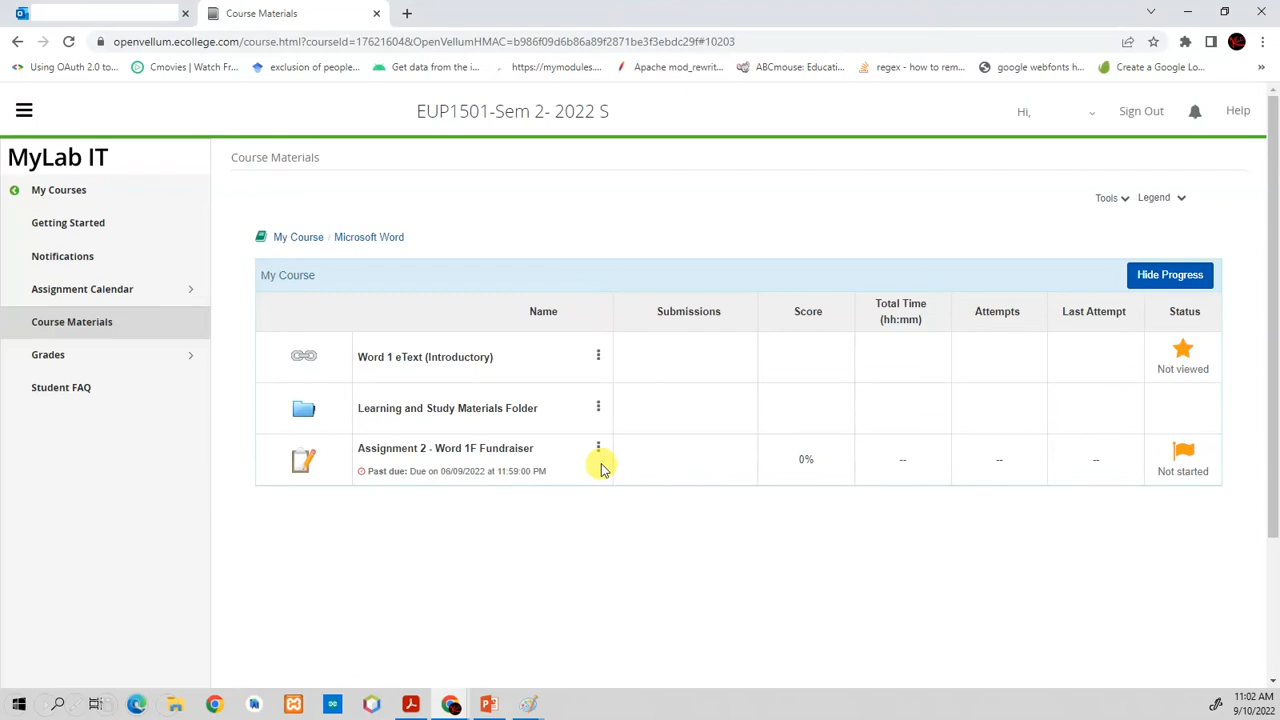 Course Materials
openvellum.ecollege.com/course.html?courseId=17621604&OpenVellumHMAC=b986f09d6b86a89f2871be3f3ebdc29f#10203
Using OAuth 2.0 to...
Cmovies | Watch Fr...
exclusion of people...
Get data from the i...
https://mymodules....
Apache mod_rewrit...
ABCmouse: Educati...
regex - how to rem...
google webfonts h...
Create a Google Lo...
EUP1501-Sem 2- 2022 S
Hi,
Sign Out
Help
MyLab IT
My Courses
Getting Started
Notifications
Assignment Calendar
Course Materials
Grades
Student FAQ
Course Materials
Tools
Legend
My Course / Microsoft Word
My Course
Hide Progress
Name
Submissions
Score
Total Time
(hh:mm)
Attempts
Last Attempt
Status
Word 1 eText (Introductory)
Not viewed
Learning and Study Materials Folder
Assignment 2 - Word 1F Fundraiser
Past due: Due on 06/09/2022 at 11:59:00 PM
0%
--
--
--
Not started
11:02 AM
9/10/2022